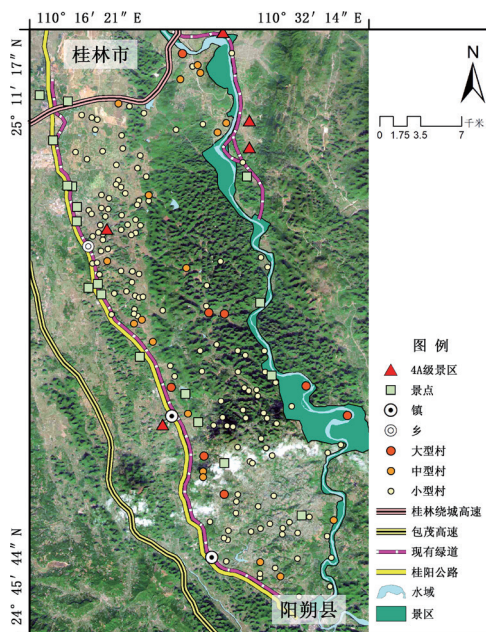 110° 16′ 21″ E
110° 32′ 14″ E
25° 11′ 17″ N
24° 45′ 44″ N
桂林市
阳朔县
N
0 1.75 3.5 7
千米
图例
4A级景区
景点
镇
乡
大型村
中型村
小型村
桂林绕城高速
包茂高速
现有绿道
桂阳公路
水域
景区